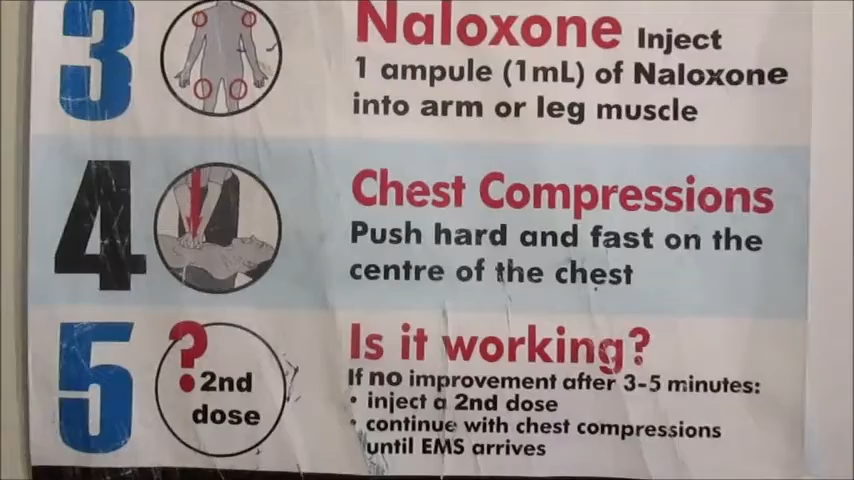 3
Naloxone Inject
1 ampule (1mL) of Naloxone
into arm or leg muscle
4
Chest Compressions
Push hard and fast on the
centre of the chest
5
? 2nd
dose
Is it working?
If no improvement after 3-5 minutes:
• inject a 2nd dose
• continue with chest compressions
until EMS arrives